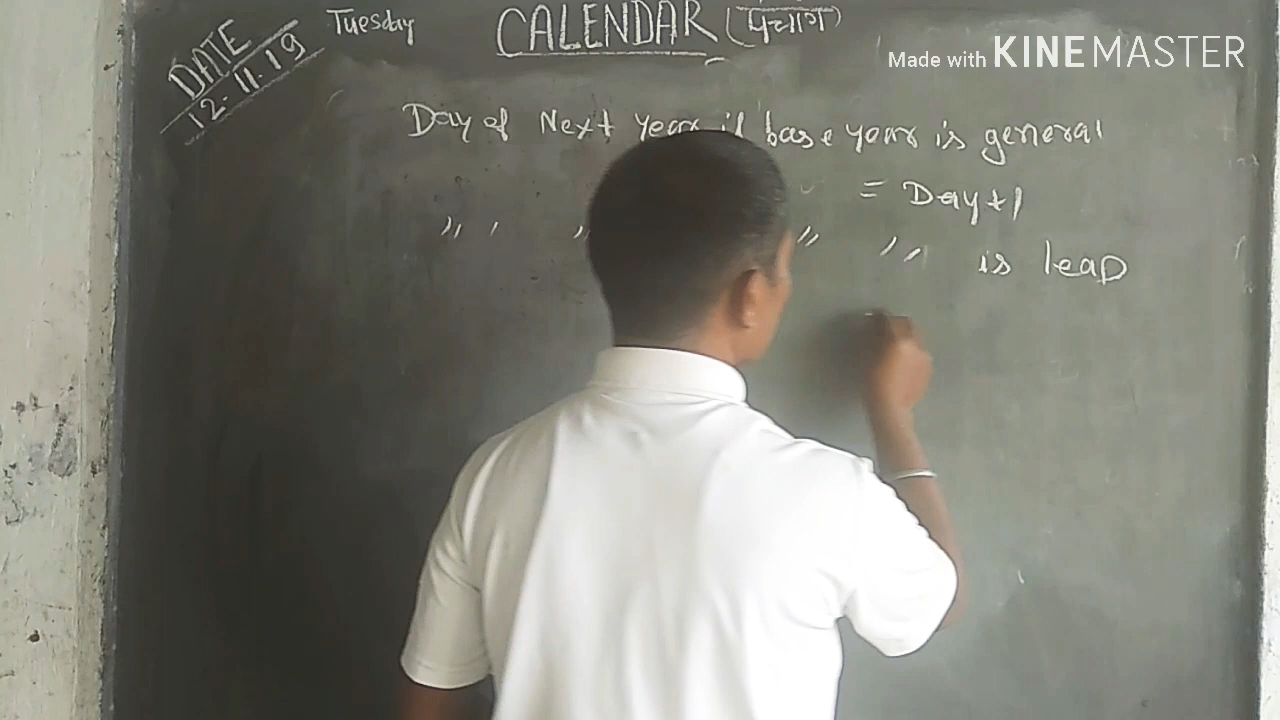 DATE
12.11.19
Tuesday
CALENDAR (पंचांग)
Made with KINEMASTER
Day of Next year if base year is general
= Day+1
" " " " " is leap